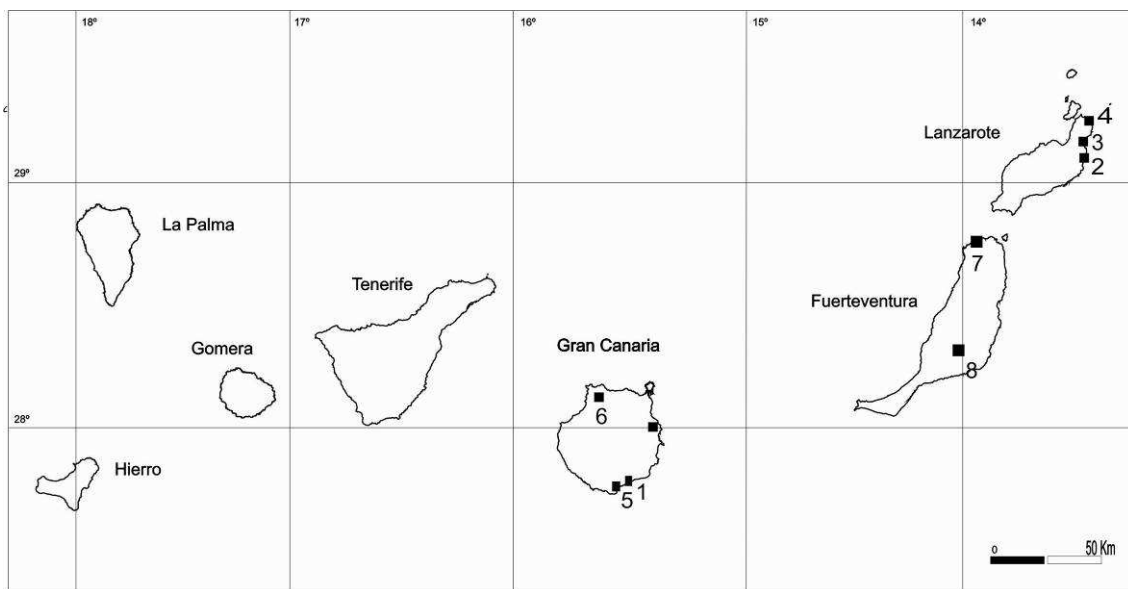 18º
17º
16º
15º
14º
4
Lanzarote
3
2
29º
La Palma
7
Tenerife
Fuerteventura
Gran Canaria
Gomera
8
6
28º
Hierro
1
5
0
50 Km